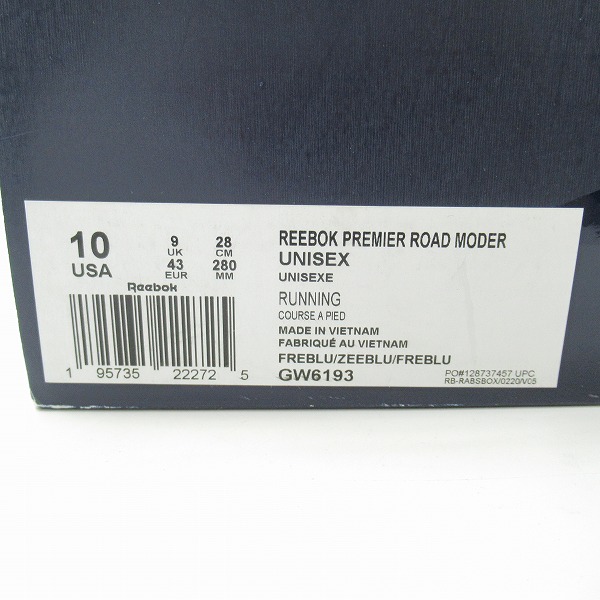 10
USA
9
UK
43
EUR
28
CM
280
MM
Reebok
1 95735 22272 5
REEBOK PREMIER ROAD MODER
UNISEX
UNISEXE
RUNNING
COURSE A PIED
MADE IN VIETNAM
FABRIQUÉ AU VIETNAM
FREBLU/ZEEBLU/FREBLU
GW6193
PO#128737457 UPC
RB-RABSBOX/0220/V05